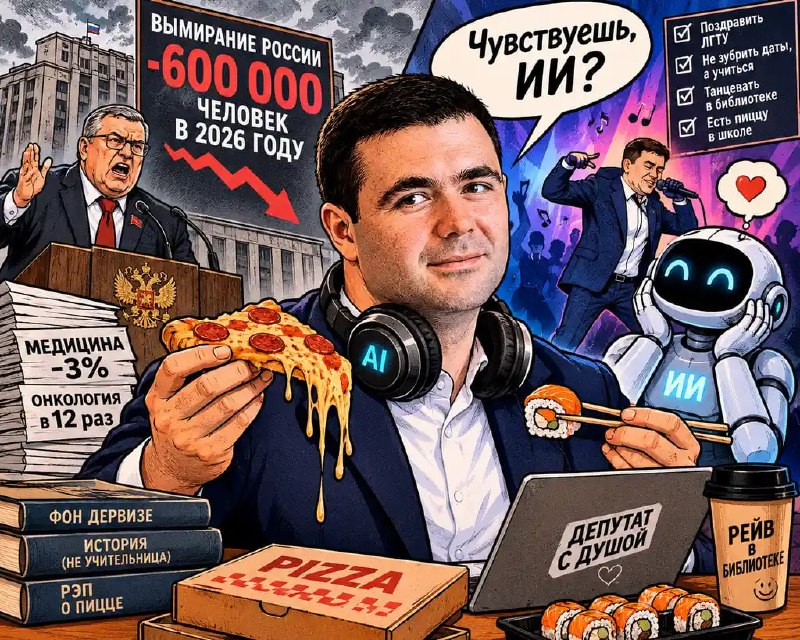 ВЫМИРАНИЕ РОССИИ
-600 000
ЧЕЛОВЕК
В 2026 ГОДУ
Чувствуешь,
ИИ?
Поздравить
ЛГТУ
Не зубрить даты,
а учиться
Танцевать
в библиотеке
Есть пиццу
в школе
МЕДИЦИНА
-3%
ОНКОЛОГИЯ
в 12 раз
AI
ИИ
ФОН ДЕРВИЗЕ
ИСТОРИЯ
(НЕ УЧИТЕЛЬНИЦА)
РЭП
О ПИЦЦЕ
PIZZA
ДЕПУТАТ
С ДУШОЙ
РЕЙВ
В
БИБЛИОТЕКЕ